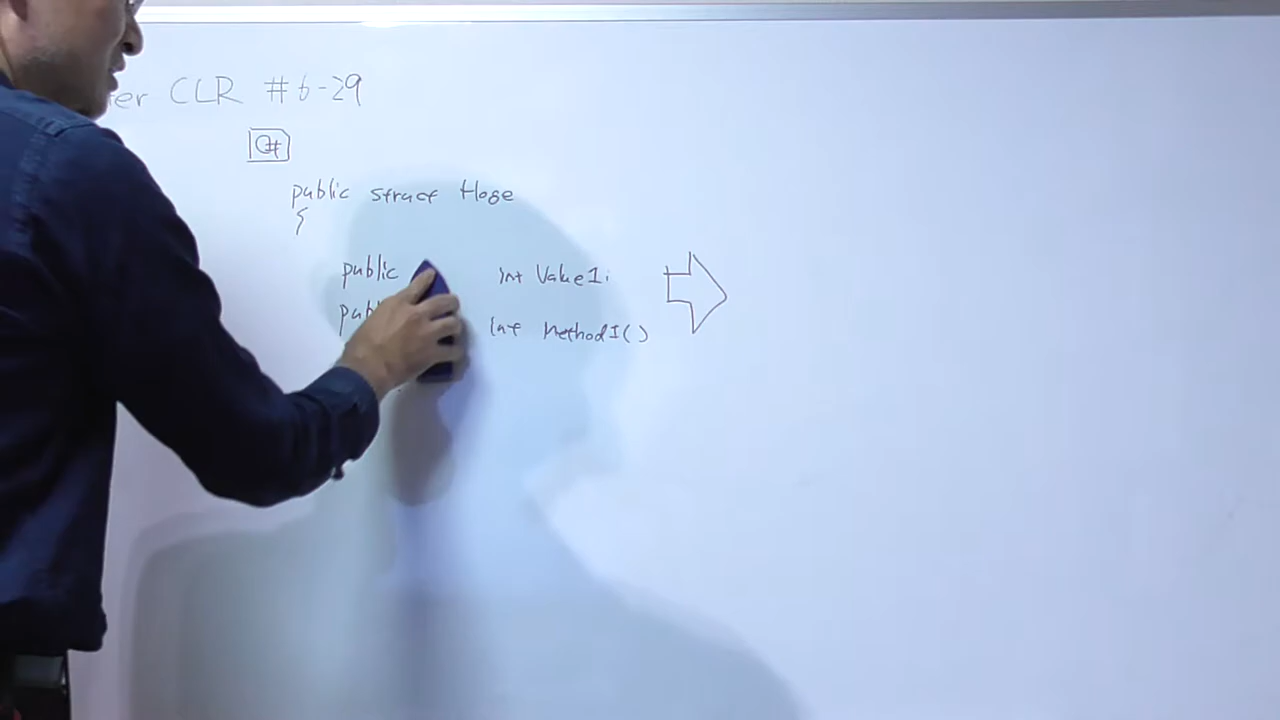 er CLR #6-29
C#
public struct Hoge
{
public int Value1;
int Method1()